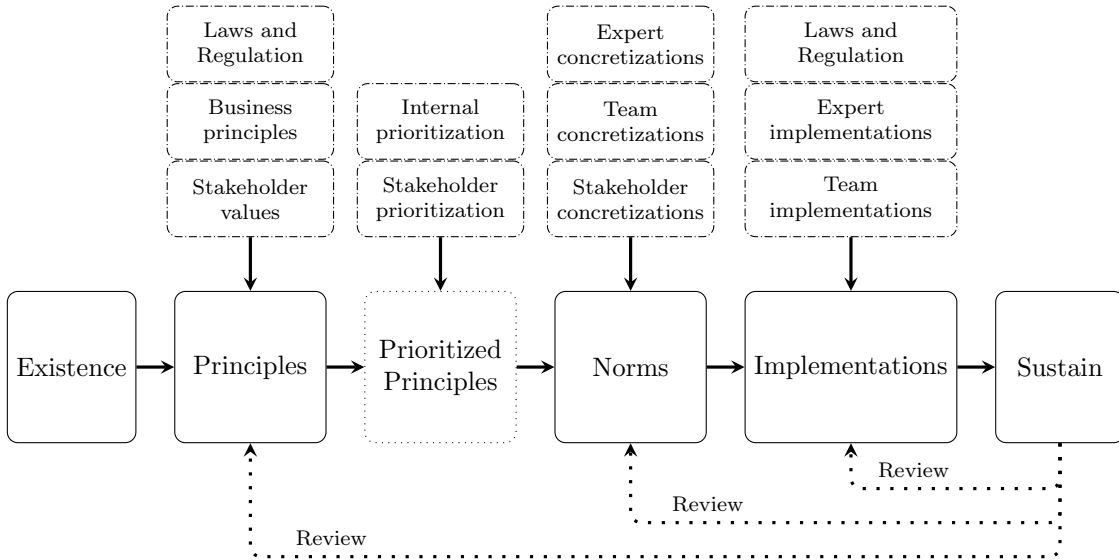 Laws and
Regulation
Business
principles
Stakeholder
values
Internal
prioritization
Stakeholder
prioritization
Expert
concretizations
Team
concretizations
Stakeholder
concretizations
Laws and
Regulation
Expert
implementations
Team
implementations
Existence
Principles
Prioritized
Principles
Norms
Implementations
Sustain
Review
Review
Review